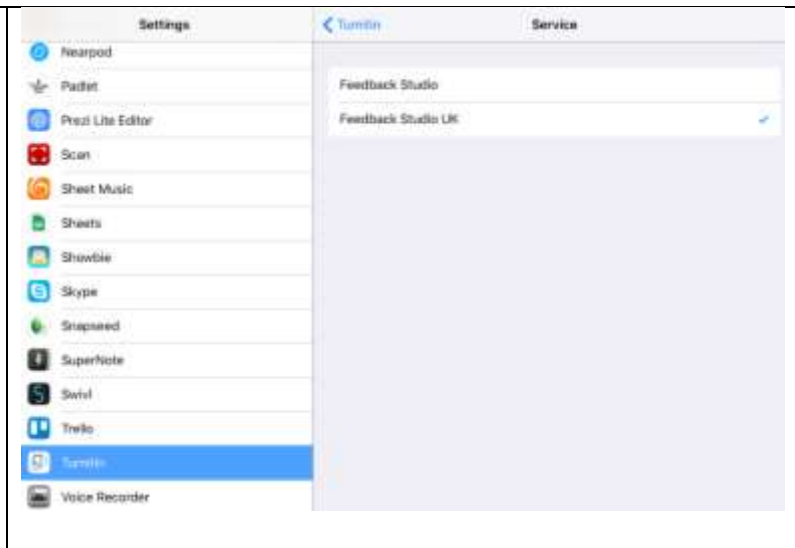 Settings
Nearpod
Padlet
Prezi Lite Editor
Scan
Sheet Music
Sheets
Showbie
Skype
Snapseed
SuperNote
Swivl
Trello
Turnitin
Voice Recorder
Turnitin
Service
Feedback Studio
Feedback Studio UK